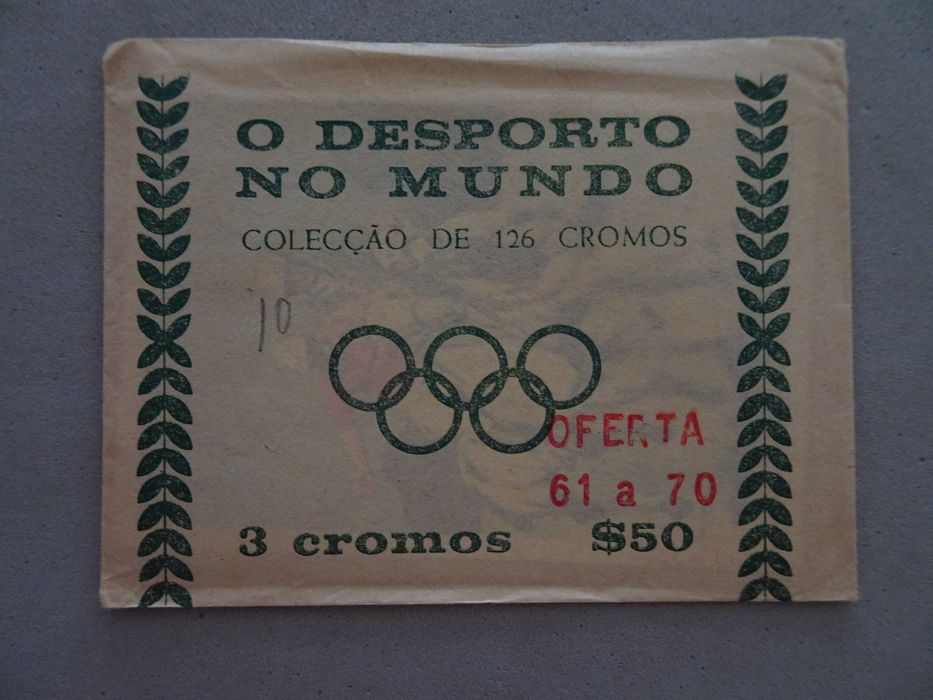 O DESPORTO
NO MUNDO
COLECÇÃO DE 126 CROMOS
10
OFERTA
61 a 70
3 cromos $50